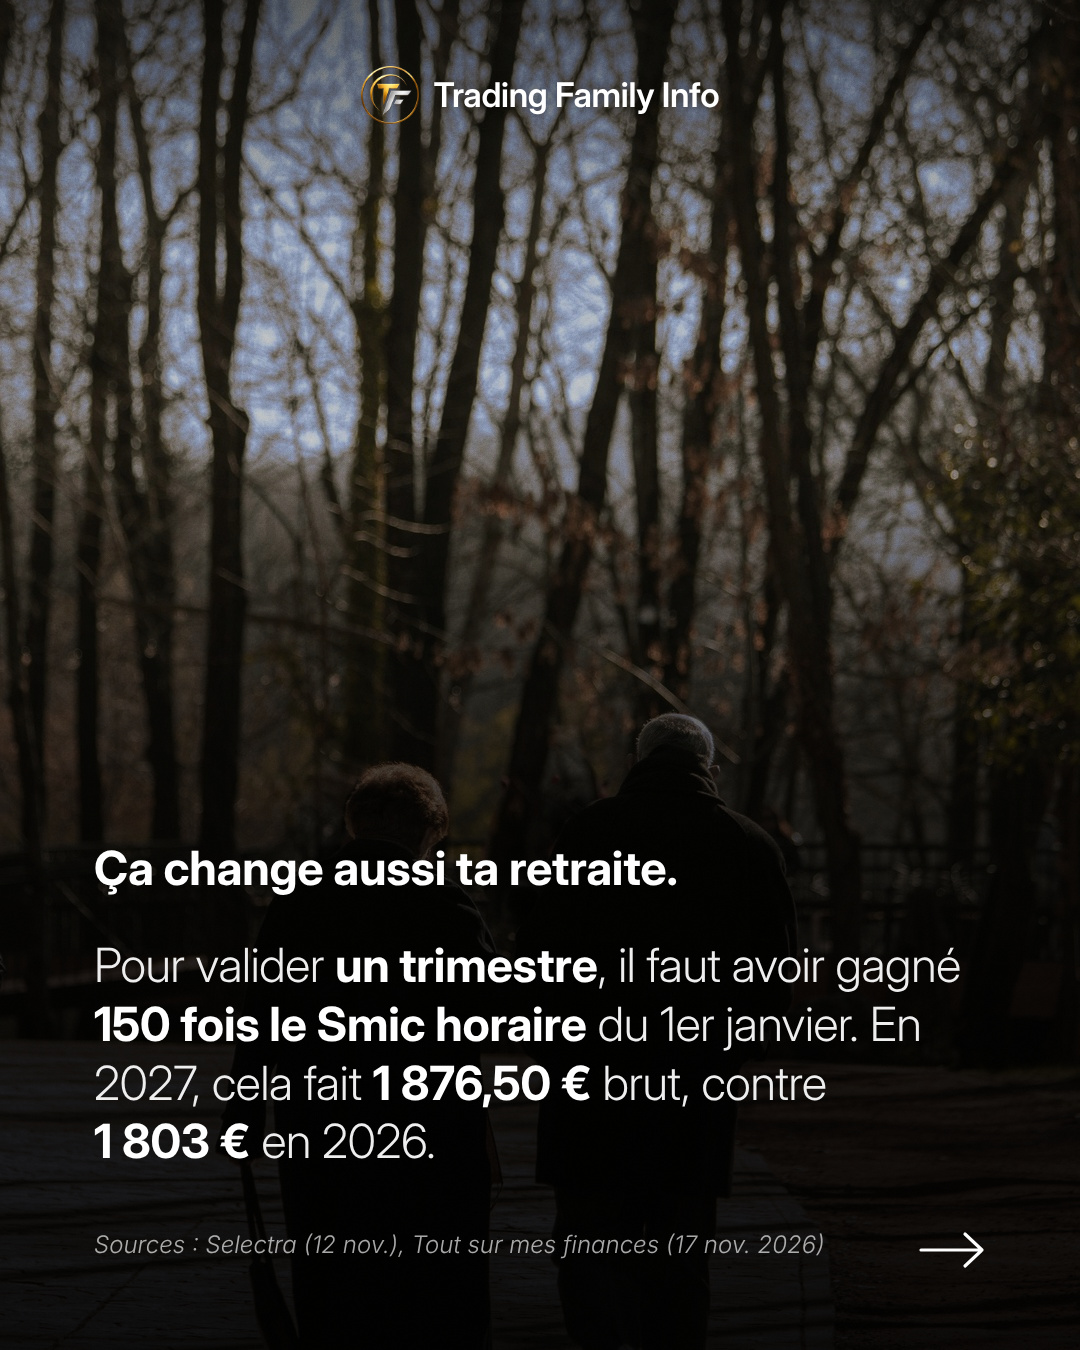 TF Trading Family Info
Ça change aussi ta retraite.
Pour valider un trimestre, il faut avoir gagné
150 fois le Smic horaire du 1er janvier. En
2027, cela fait 1 876,50 € brut, contre
1 803 € en 2026.
Sources : Selectra (12 nov.), Tout sur mes finances (17 nov. 2026)